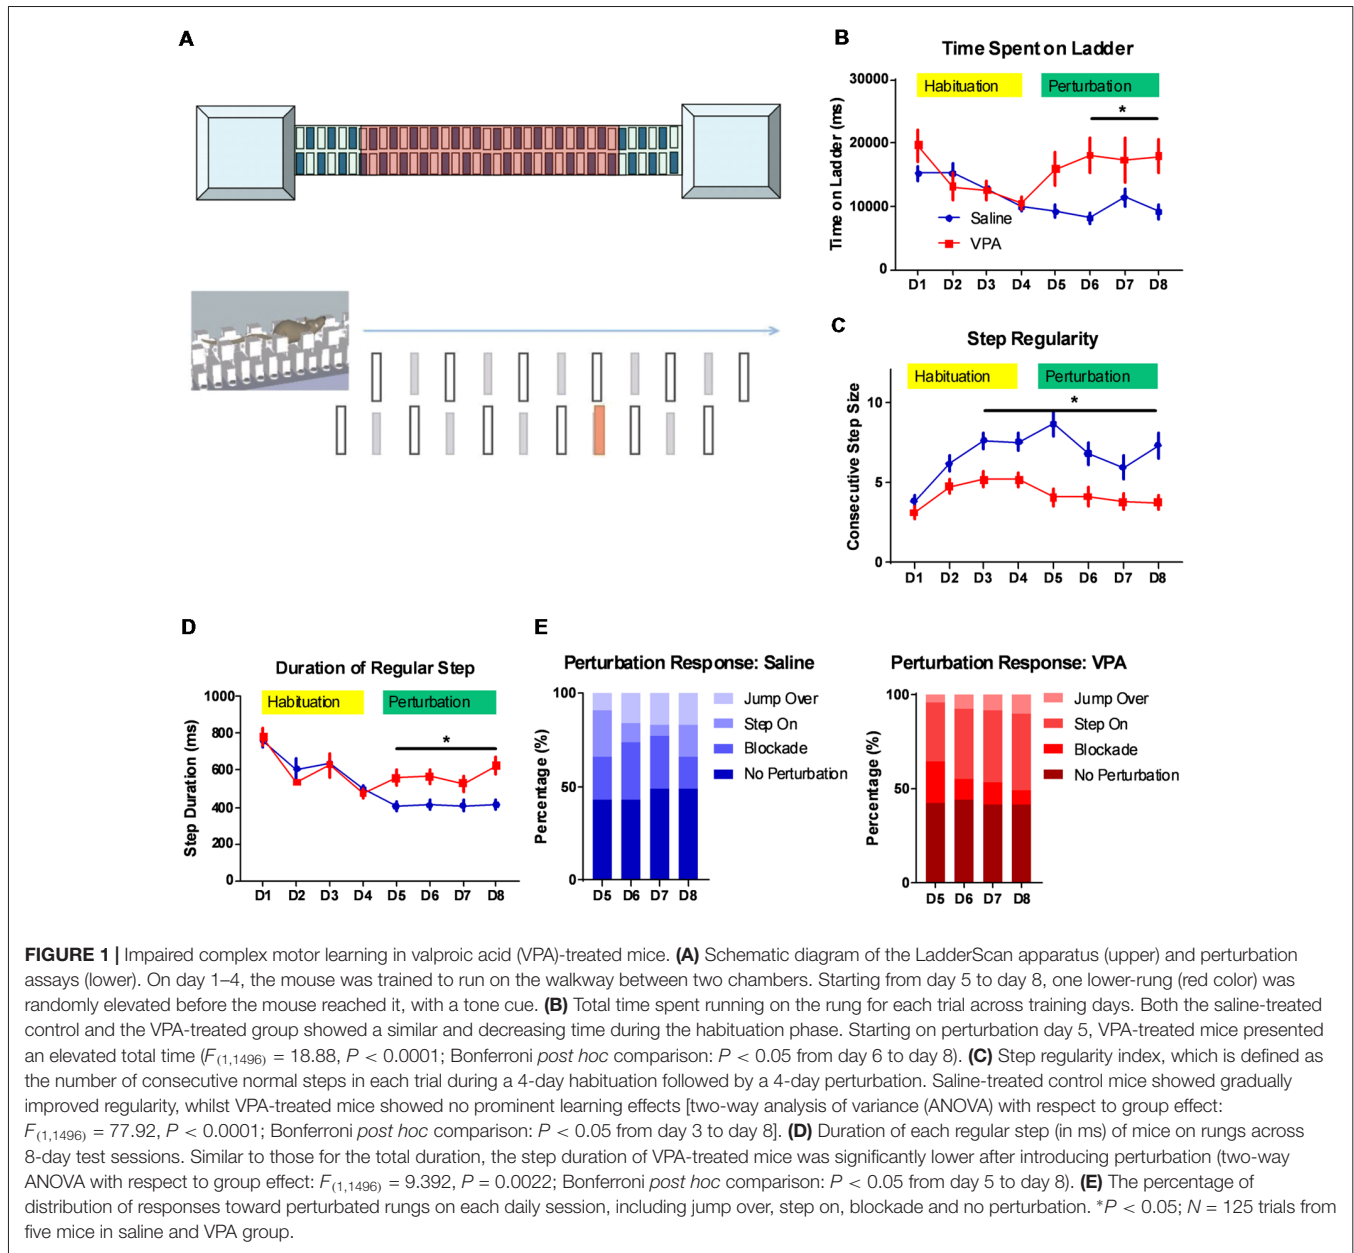 A
B
Time Spent on Ladder
30000
20000
10000
0
Time on Ladder (ms)
Habituation
Perturbation
*
Saline
VPA
D1 D2 D3 D4 D5 D6 D7 D8
C
Step Regularity
Habituation
Perturbation
*
10
5
0
Consecutive Step Size
D1 D2 D3 D4 D5 D6 D7 D8
D
Duration of Regular Step
1000
800
600
400
200
0
Step Duration (ms)
Habituation
Perturbation
*
D1 D2 D3 D4 D5 D6 D7 D8
E
Perturbation Response: Saline
100
50
0
Percentage (%)
Jump Over
Step On
Blockade
No Perturbation
D5 D6 D7 D8
Perturbation Response: VPA
100
50
0
Percentage (%)
Jump Over
Step On
Blockade
No Perturbation
D5 D6 D7 D8
FIGURE 1 | Impaired complex motor learning in valproic acid (VPA)-treated mice. (A) Schematic diagram of the LadderScan apparatus (upper) and perturbation
assays (lower). On day 1–4, the mouse was trained to run on the walkway between two chambers. Starting from day 5 to day 8, one lower-rung (red color) was
randomly elevated before the mouse reached it, with a tone cue. (B) Total time spent running on the rung for each trial across training days. Both the saline-treated
control and the VPA-treated group showed a similar and decreasing time during the habituation phase. Starting on perturbation day 5, VPA-treated mice presented
an elevated total time (F(1,1496) = 18.88, P < 0.0001; Bonferroni post hoc comparison: P < 0.05 from day 6 to day 8). (C) Step regularity index, which is defined as
the number of consecutive normal steps in each trial during a 4-day habituation followed by a 4-day perturbation. Saline-treated control mice showed gradually
improved regularity, whilst VPA-treated mice showed no prominent learning effects [two-way analysis of variance (ANOVA) with respect to group effect:
F(1,1496) = 77.92, P < 0.0001; Bonferroni post hoc comparison: P < 0.05 from day 3 to day 8]. (D) Duration of each regular step (in ms) of mice on rungs across
8-day test sessions. Similar to those for the total duration, the step duration of VPA-treated mice was significantly lower after introducing perturbation (two-way
ANOVA with respect to group effect: F(1,1496) = 9.392, P = 0.0022; Bonferroni post hoc comparison: P < 0.05 from day 5 to day 8). (E) The percentage of
distribution of responses toward perturbated rungs on each daily session, including jump over, step on, blockade and no perturbation. *P < 0.05; N = 125 trials from
five mice in saline and VPA group.